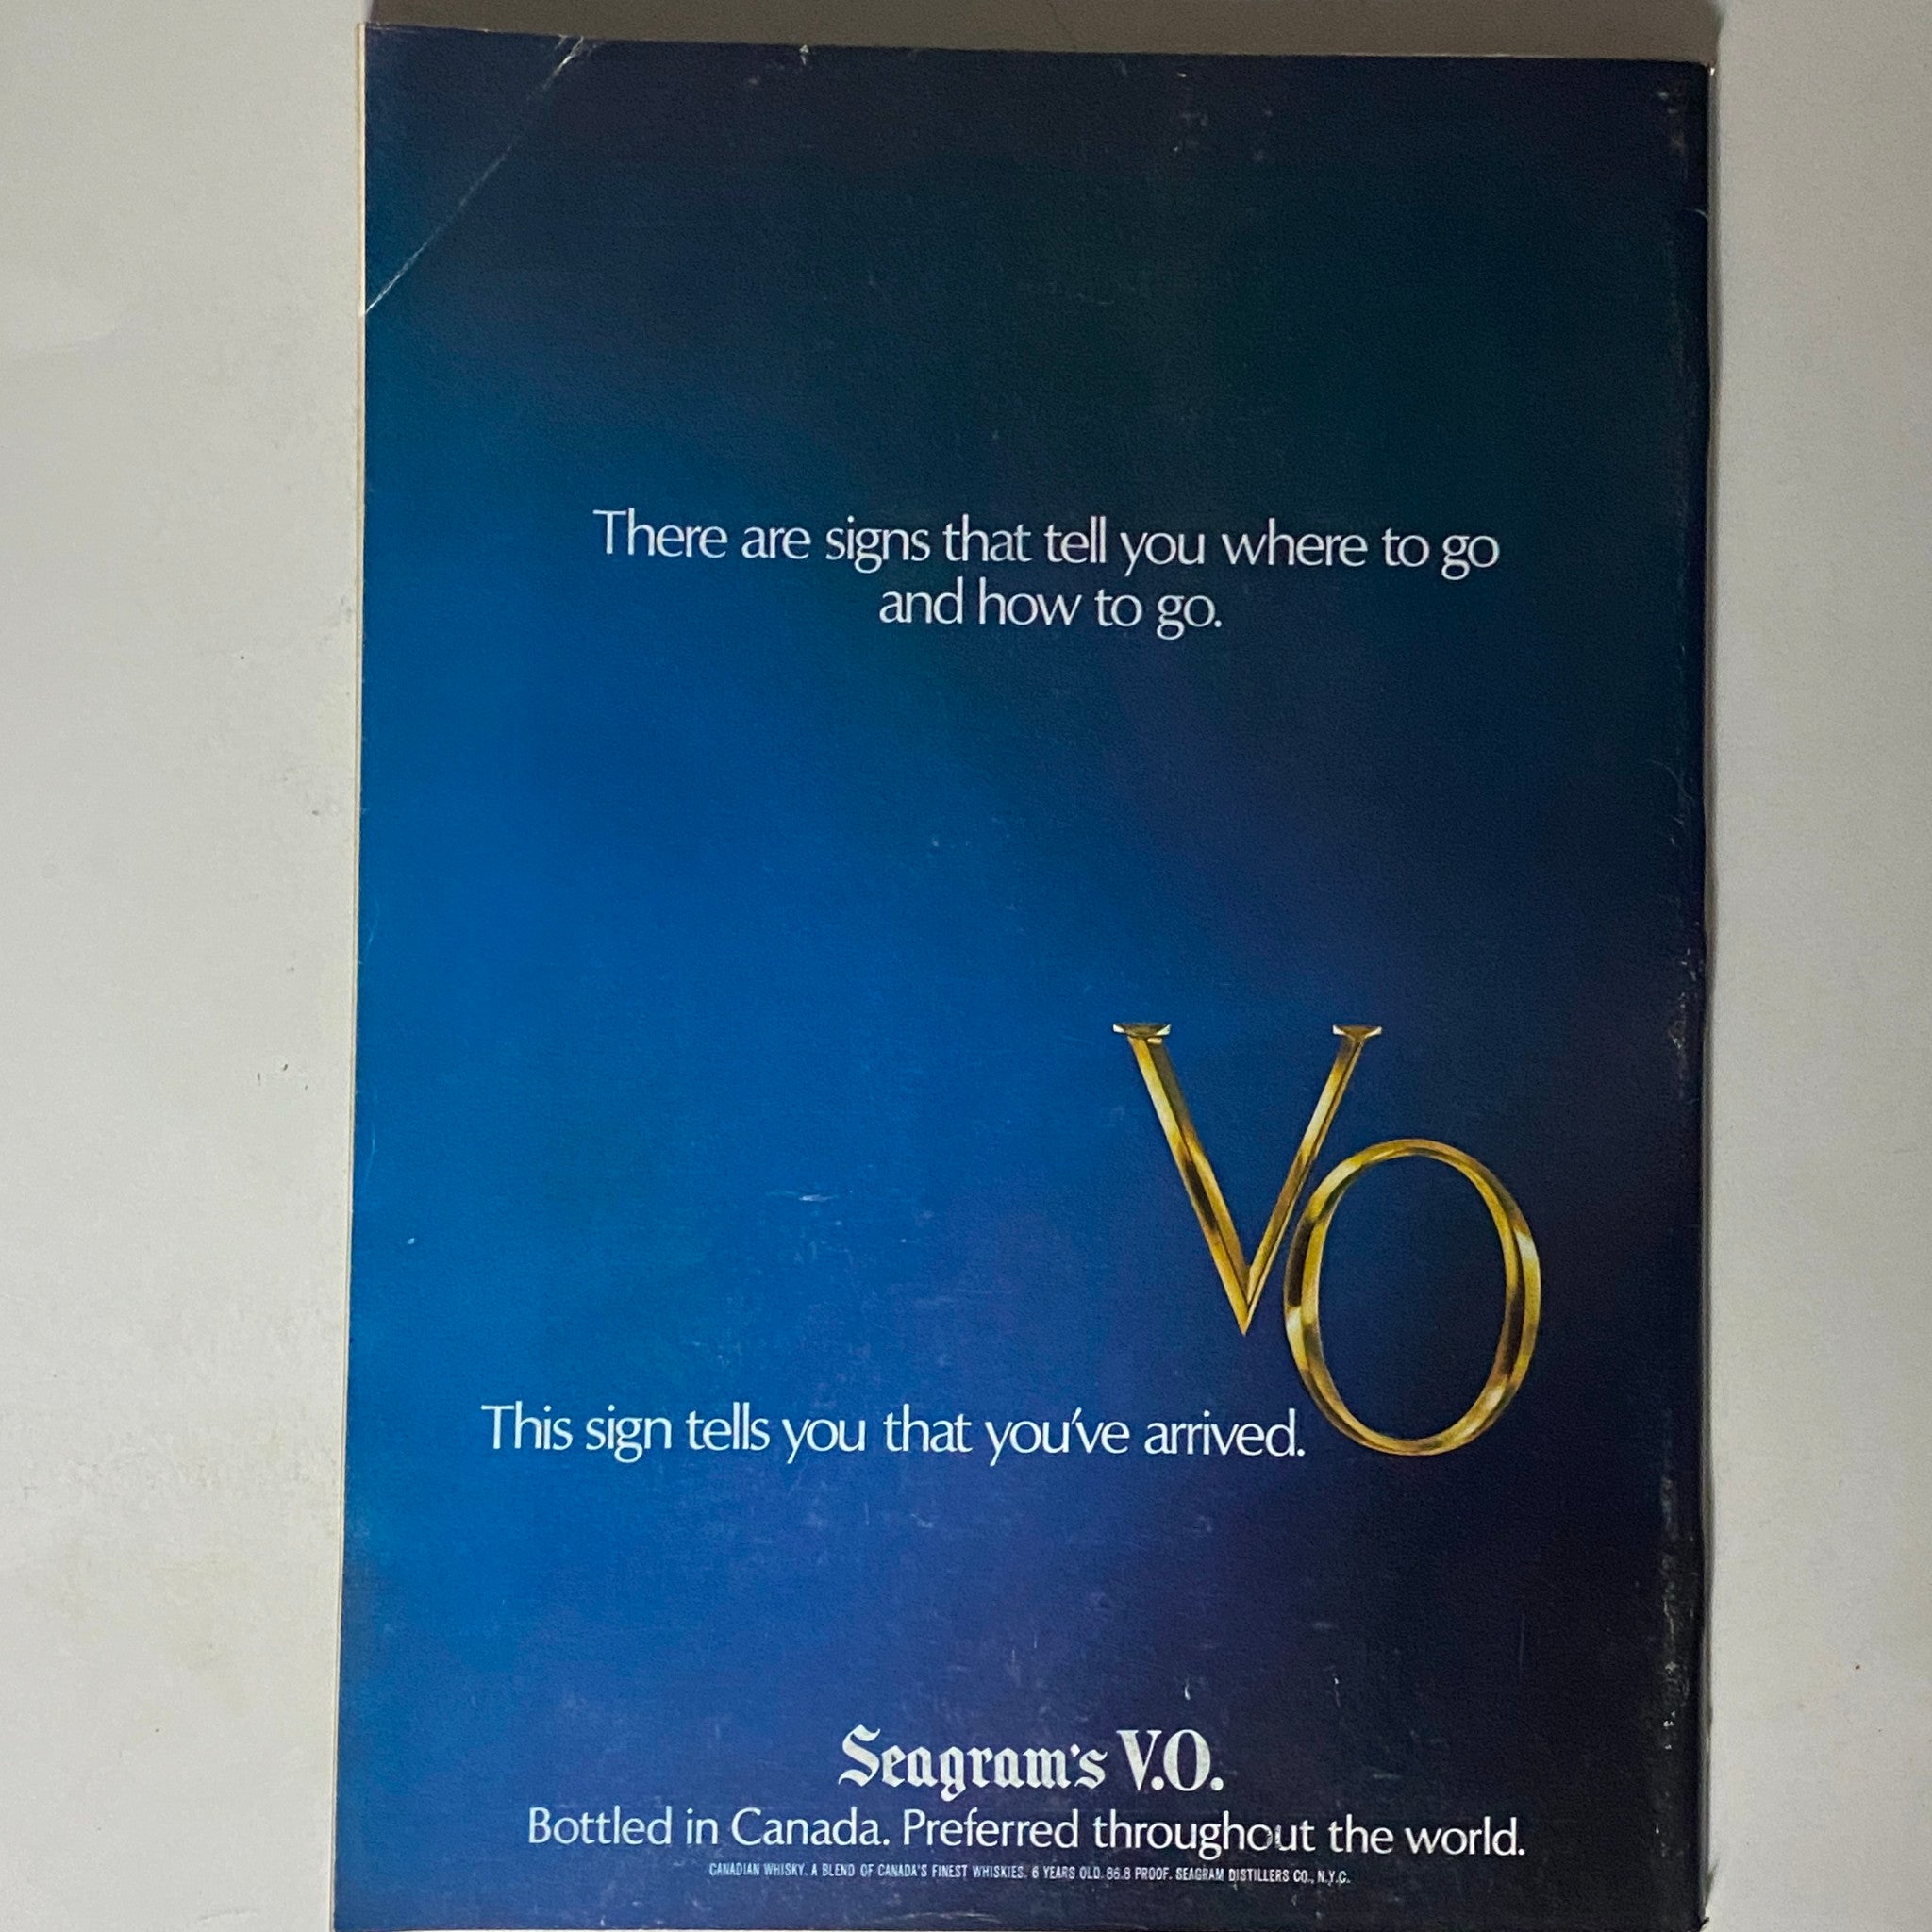 There are signs that tell you where to go
and how to go.
VO
This sign tells you that you've arrived.
Seagram's V.O.
Bottled in Canada. Preferred throughout the world.
CANADIAN WHISKY. A BLEND OF CANADA'S FINEST WHISKIES. 6 YEARS OLD. 86.8 PROOF. SEAGRAM DISTILLERS CO., N.Y.C.